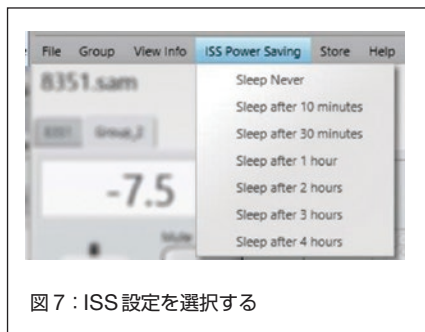 File Group View Info ISS Power Saving Store Help
8351.sam
Sleep Never
Sleep after 10 minutes
Sleep after 30 minutes
Sleep after 1 hour
Sleep after 2 hours
Sleep after 3 hours
Sleep after 4 hours
8351 Group_2
-7.5
Mute
図7：ISS設定を選択する